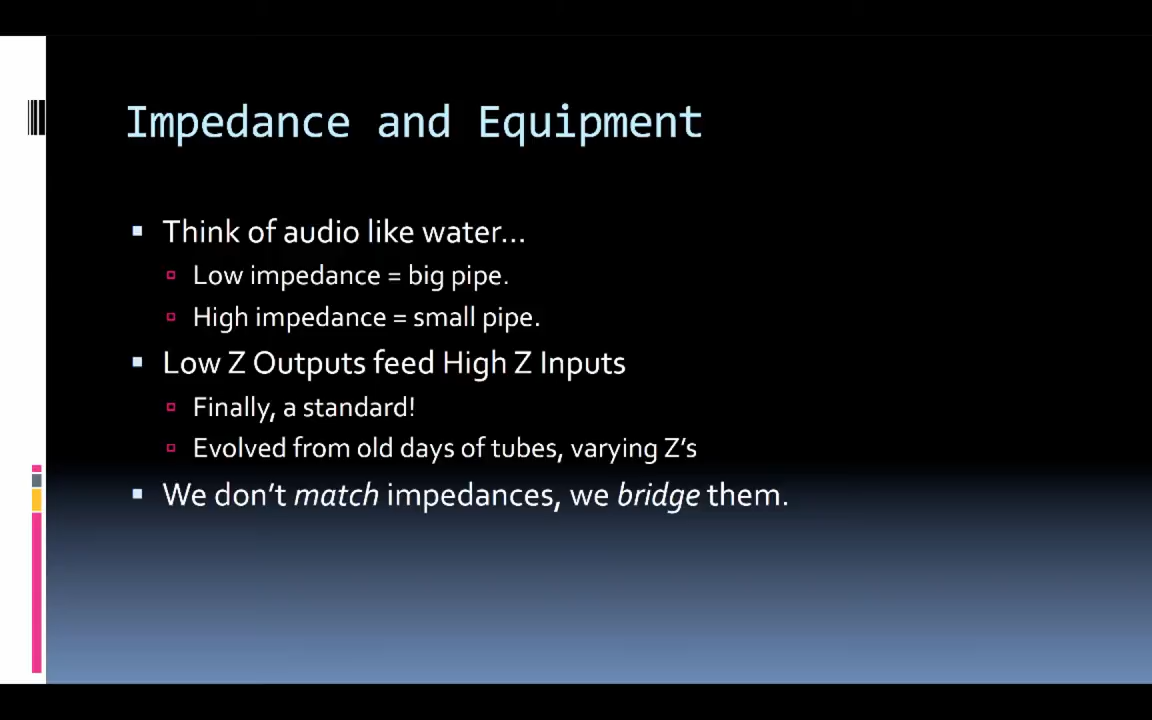 Impedance and Equipment
Think of audio like water…
Low impedance = big pipe.
High impedance = small pipe.
Low Z Outputs feed High Z Inputs
Finally, a standard!
Evolved from old days of tubes, varying Z’s
We don’t match impedances, we bridge them.